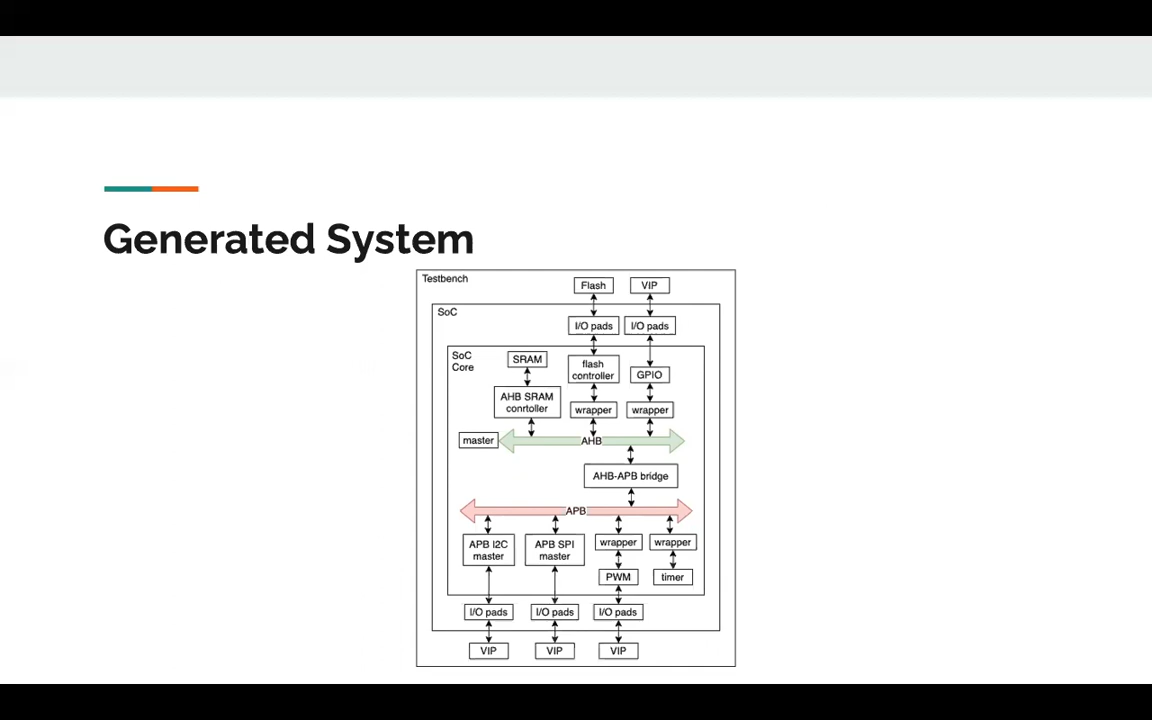 Generated System
Testbench
Flash
VIP
SoC
I/O pads
I/O pads
SoC
Core
SRAM
flash
controller
GPIO
AHB SRAM
conrtoller
wrapper
wrapper
master
AHB
AHB-APB bridge
APB
APB I2C
master
APB SPI
master
wrapper
wrapper
PWM
timer
I/O pads
I/O pads
I/O pads
VIP
VIP
VIP